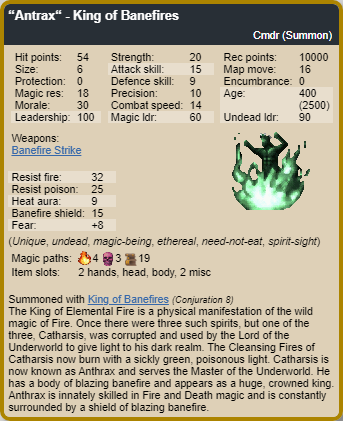 "Antrax" - King of Banefires
Cmdr (Summon)
Hit points: 54 Strength: 20 Rec points: 10000
Size: 6 Attack skill: 15 Map move: 16
Protection: 0 Defence skill: 9 Encumbrance: 0
Magic res: 18 Precision: 10 Age: 400
Morale: 30 Combat speed: 14 (2500)
Leadership: 100 Magic ldr: 60 Undead ldr: 90
Weapons:
Banefire Strike
Resist fire: 32
Resist poison: 25
Heat aura: 9
Banefire shield: 15
Fear: +8
(Unique, undead, magic-being, ethereal, need-not-eat, spirit-sight)
Magic paths: 4 3 19
Item slots: 2 hands, head, body, 2 misc
Summoned with King of Banefires (Conjuration 8)
The King of Elemental Fire is a physical manifestation of the wild
magic of Fire. Once there were three such spirits, but one of the
three, Catharsis, was corrupted and used by the Lord of the
Underworld to give light to his dark realm. The Cleansing Fires of
Catharsis now burn with a sickly green, poisonous light. Catharsis is
now known as Anthrax and serves the Master of the Underworld. He
has a body of blazing banefire and appears as a huge, crowned king.
Anthrax is innately skilled in Fire and Death magic and is constantly
surrounded by a shield of blazing banefire.